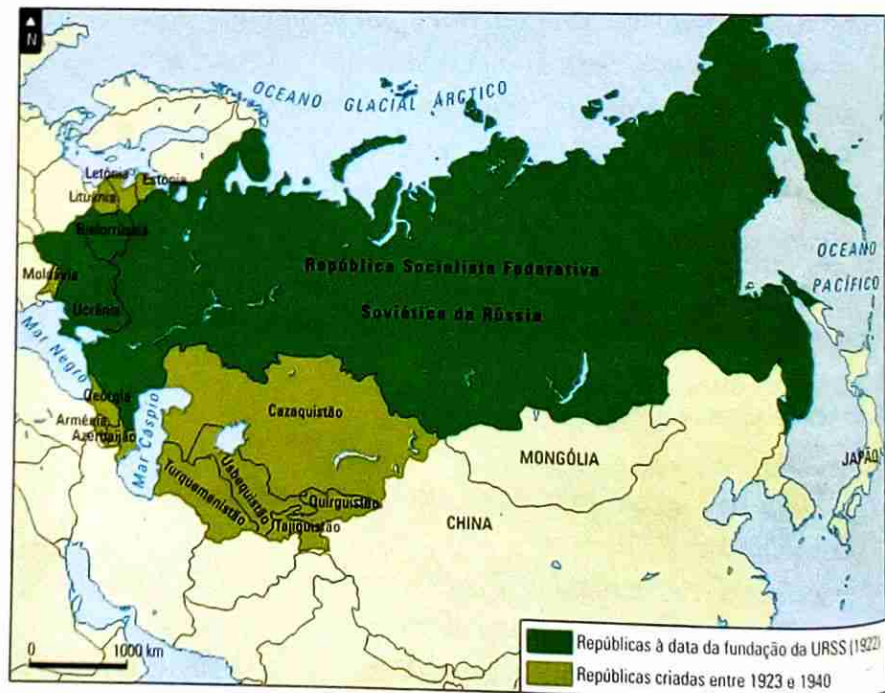 N
OCEANO GLACIAL ÁRCTICO
Letónia
Estónia
Lituânia
Bielorrússia
República Socialista Federativa
Soviética da Rússia
OCEANO
PACÍFICO
Moldávia
Ucrânia
Mar Negro
Geórgia
Arménia
Azerbaijão
Mar Cáspio
Cazaquistão
Usbequistão
Turquemenistão
Quirguistão
Tajiquistão
MONGÓLIA
CHINA
JAPÃO
0 1000 km
Repúblicas à data da fundação da URSS (1922)
Repúblicas criadas entre 1923 e 1940